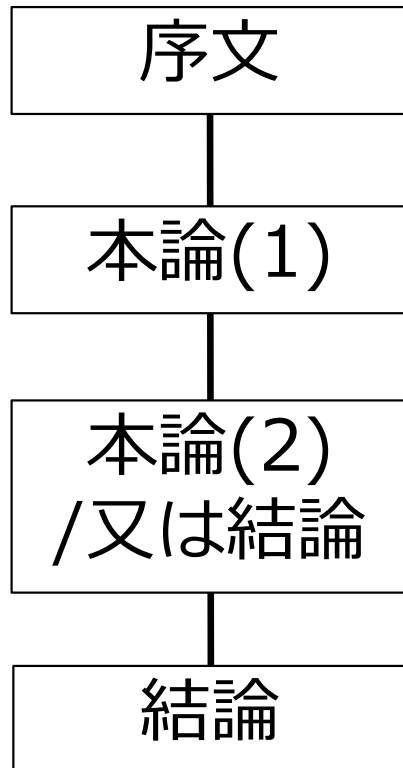 序文
本論(1)
本論(2)
/又は結論
結論